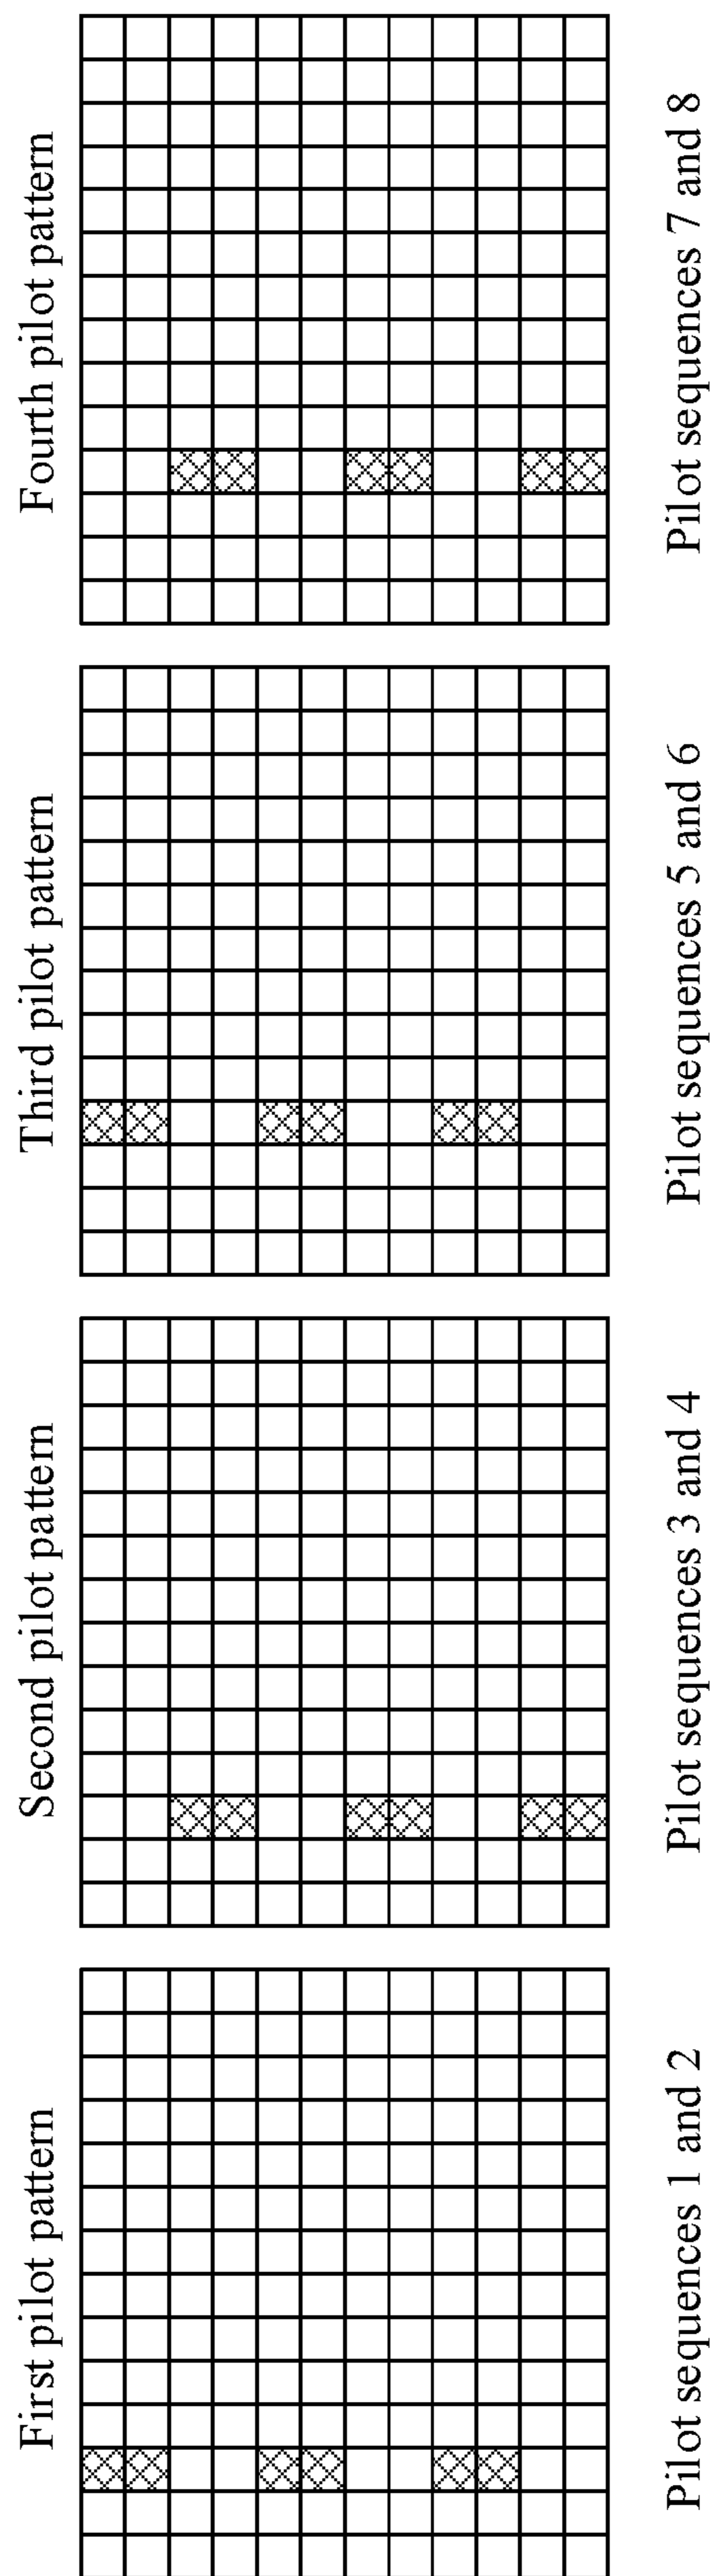 First pilot pattern
Second pilot pattern
Third pilot pattern
Fourth pilot pattern
Pilot sequences 1 and 2
Pilot sequences 3 and 4
Pilot sequences 5 and 6
Pilot sequences 7 and 8